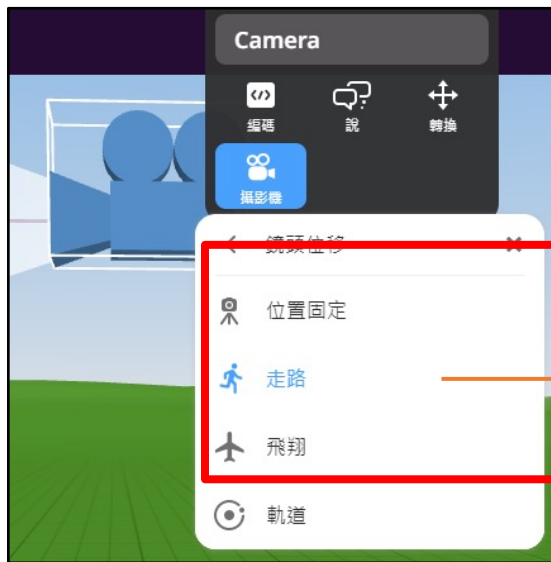 Camera
編碼
說
轉換
攝影機
鏡頭位移
位置固定
走路
飛翔
軌道